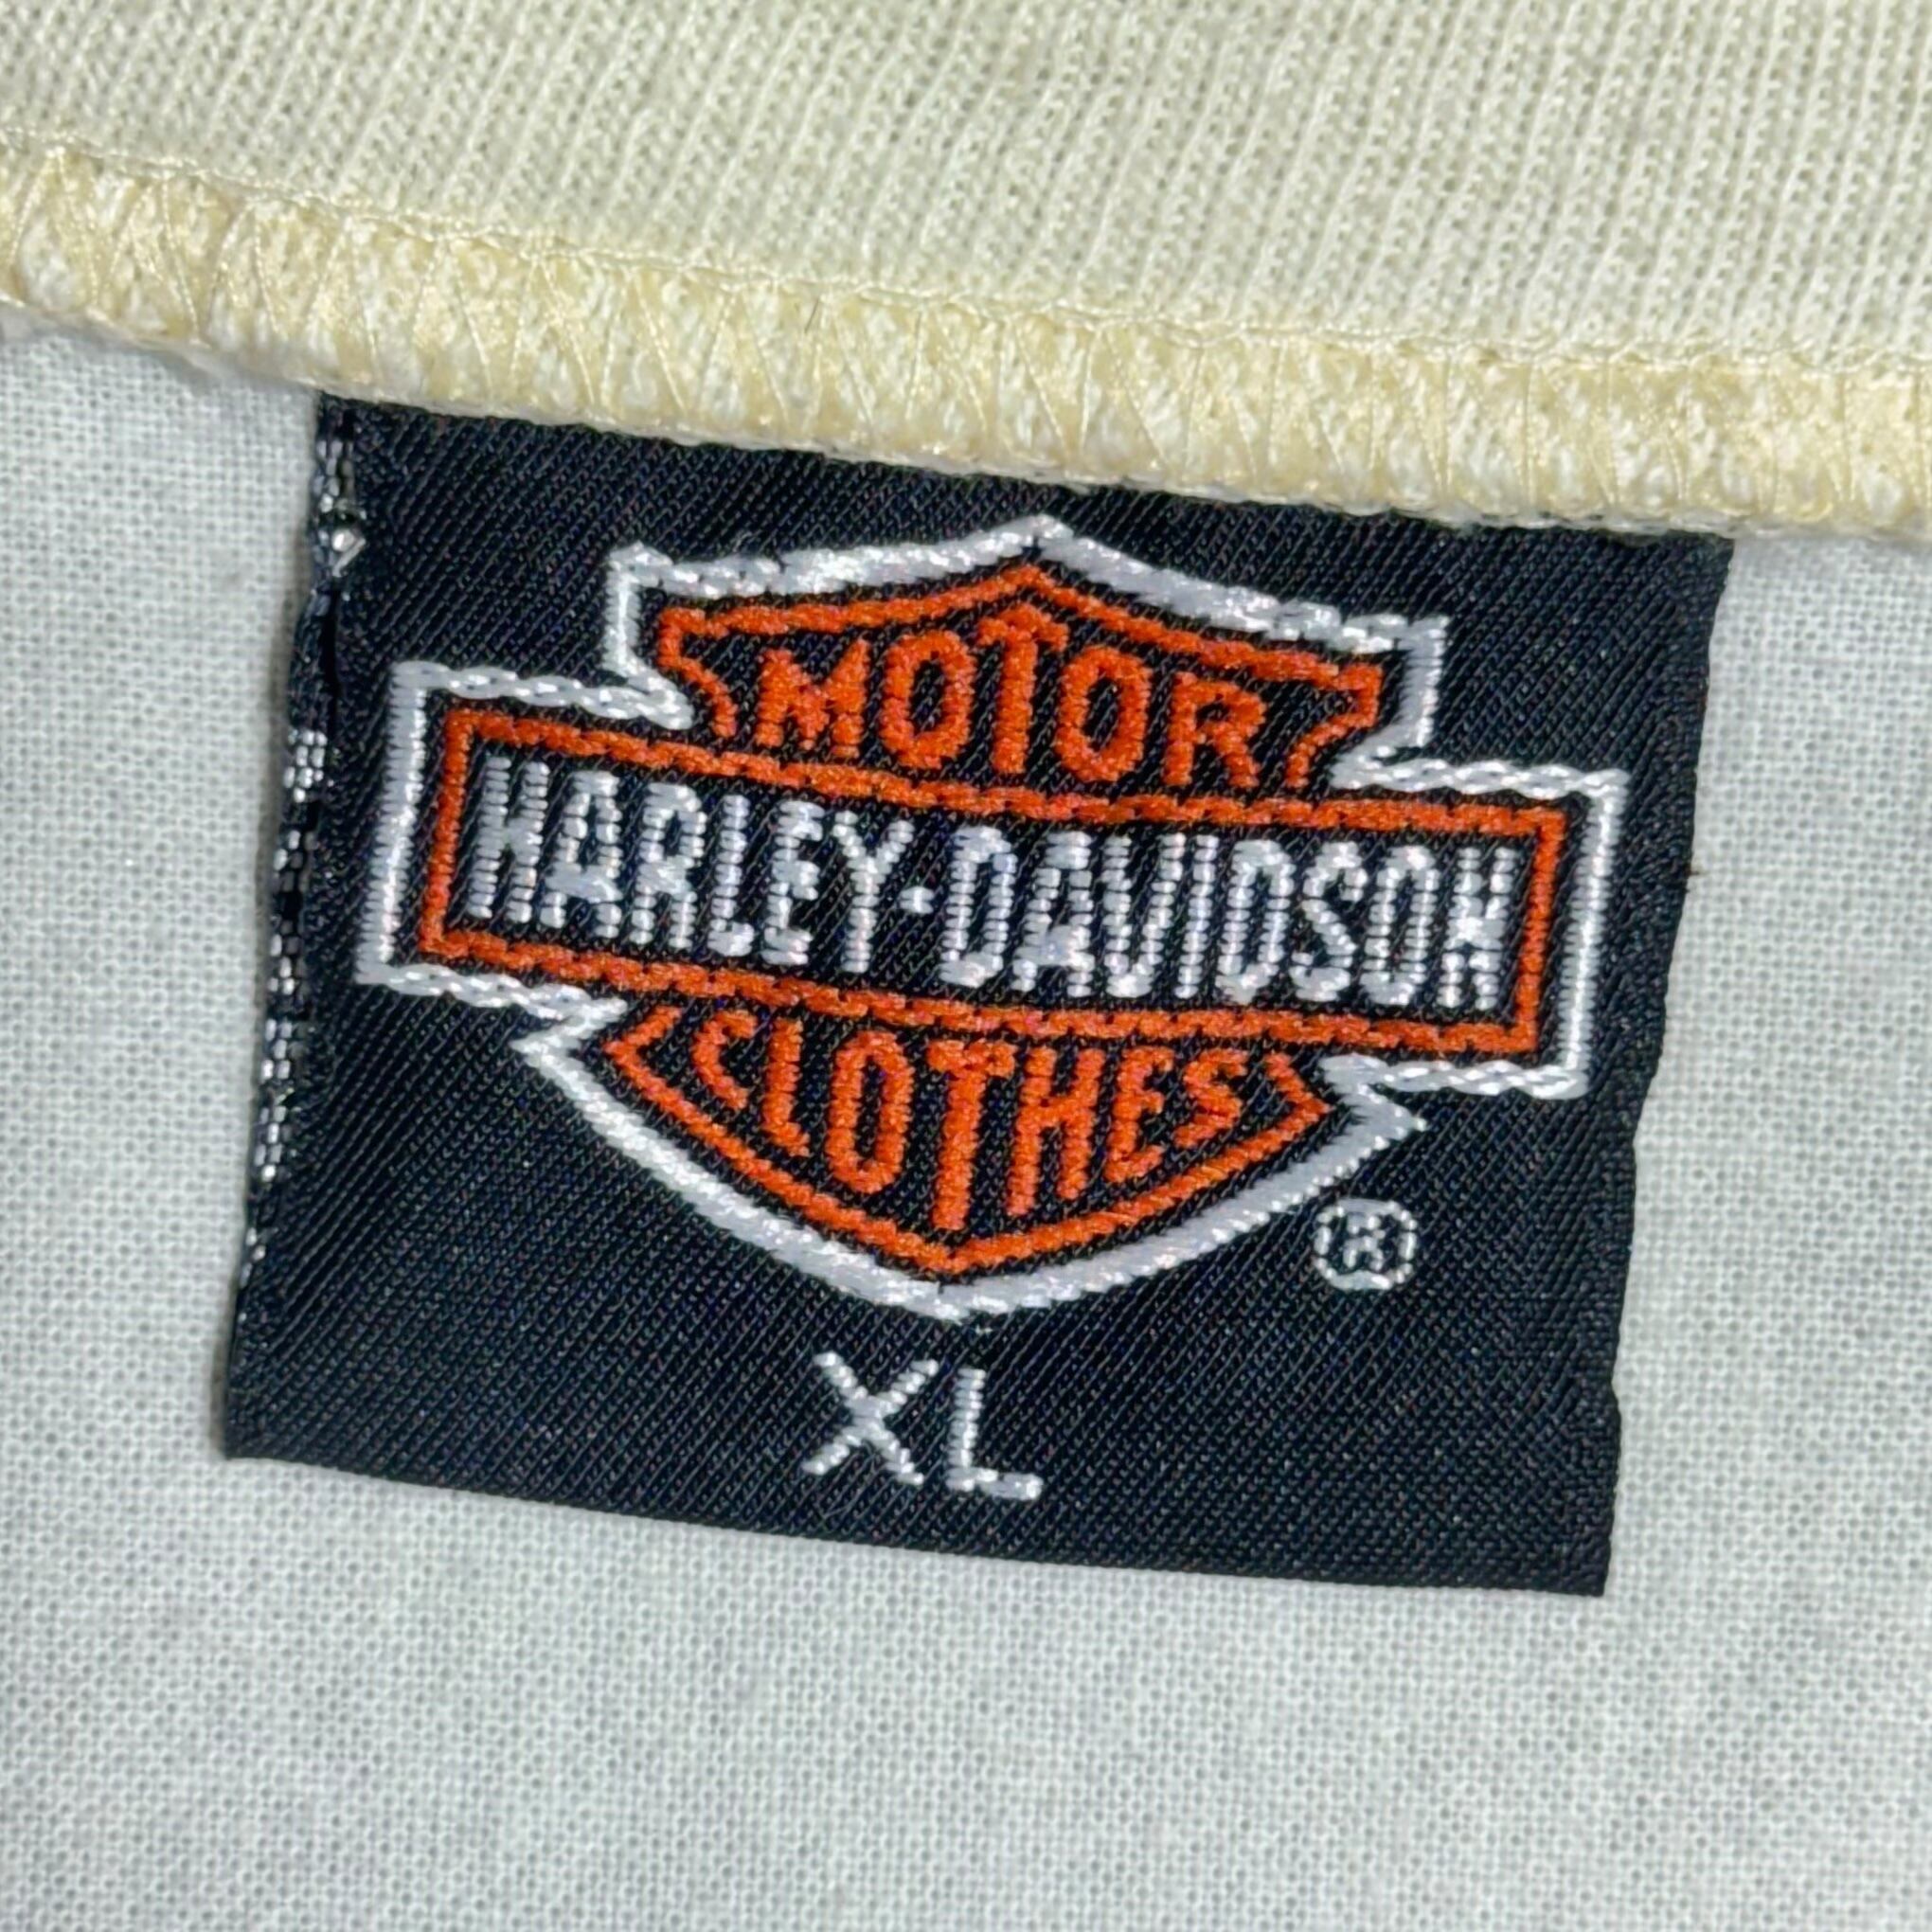 MOTOR
HARLEY-DAVIDSON
CLOTHES
®
XL